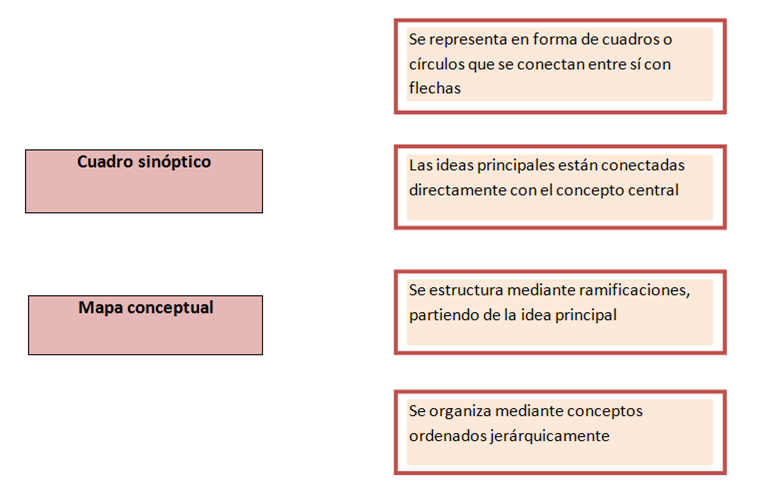 Se representa en forma de cuadros o
círculos que se conectan entre sí con
flechas
Cuadro sinóptico
Las ideas principales están conectadas
directamente con el concepto central
Mapa conceptual
Se estructura mediante ramificaciones,
partiendo de la idea principal
Se organiza mediante conceptos
ordenados jerárquicamente